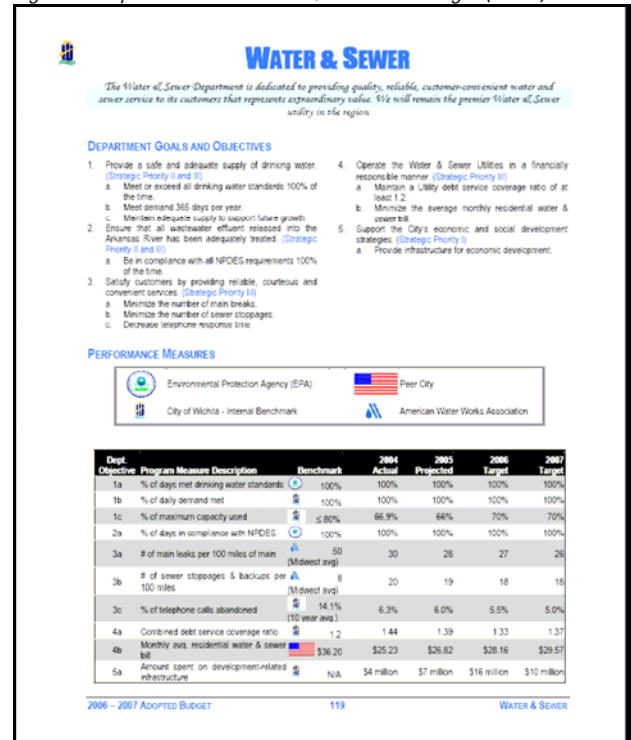 WATER & SEWER
The Water & Sewer Department is dedicated to providing quality, reliable, customer-convenient water and
sewer service to its customers that represents extraordinary value. We will remain the premier Water & Sewer
utility in the region.
DEPARTMENT GOALS AND OBJECTIVES
1. Provide a safe and adequate supply of drinking water.
(Strategic Priority II and III)
a. Meet or exceed all drinking water standards 100% of
the time.
b. Meet demand 365 days per year.
c. Maintain adequate supply to support future growth.
2. Ensure that all wastewater effluent released into the
Arkansas River has been adequately treated. (Strategic
Priority II and III)
a. Be in compliance with all NPDES requirements 100%
of the time.
3. Satisfy customers by providing reliable, courteous and
convenient services. (Strategic Priority III)
a. Minimize the number of main breaks.
b. Minimize the number of sewer stoppages.
c. Decrease telephone response time.
4. Operate the Water & Sewer Utilities in a financially
responsible manner. (Strategic Priority III)
a. Maintain a Utility debt service coverage ratio of at
least 1.2.
b. Minimize the average monthly residential water &
sewer bill.
5. Support the City's economic and social development
strategies. (Strategic Priority I)
a. Provide infrastructure for economic development.
PERFORMANCE MEASURES
Environmental Protection Agency (EPA) Peer City
City of Wichita - Internal Benchmark American Water Works Association
Dept. 2004 2005 2006 2007
Objective Program Measure Description Benchmark Actual Projected Target Target
1a % of days met drinking water standards 100% 100% 100% 100% 100%
1b % of daily demand met 100% 100% 100% 100% 100%
1c % of maximum capacity used ≤ 80% 66.9% 66% 70% 70%
2a % of days in compliance with NPDES 100% 100% 100% 100% 100%
3a # of main leaks per 100 miles of main 50 30 28 27 26
(Midwest avg)
3b # of sewer stoppages & backups per 8 20 19 18
100 miles (Midwest avg)
3c % of telephone calls abandoned 14.1% 6.3% 6.0% 5.5% 5.0%
(10 year avg.)
4a Combined debt service coverage ratio 1.2 1.44 1.39 1.33 1.37
4b Monthly avg. residential water & sewer $36.20 $25.23 $26.82 $28.16 $29.57
bill
5a Amount spent on development-related N/A $4 million $7 million $16 million $10 million
infrastructure
2006 – 2007 ADOPTED BUDGET 119 WATER & SEWER